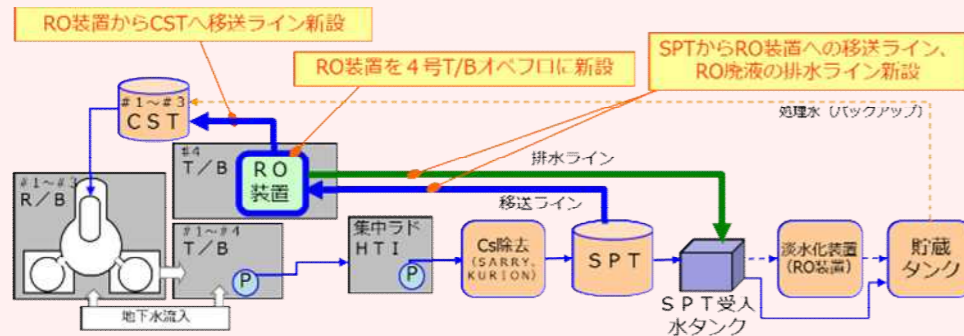 RO装置からCSTへ移送ライン新設
SPTからRO装置への移送ライン、
RO廃液の排水ライン新設
RO装置を４号T/Bオペフロに新設
#１～#３
CST
処理水（バックアップ）
#4
T/B
RO
装置
排水ライン
移送ライン
#１～#３
R/B
#１～#４
T/B
P
集中ラド
HTI
P
Cs除去
(SARRY,
KURION)
SPT
SPT受入
水タンク
淡水化装置
(RO装置)
貯蔵
タンク
地下水流入